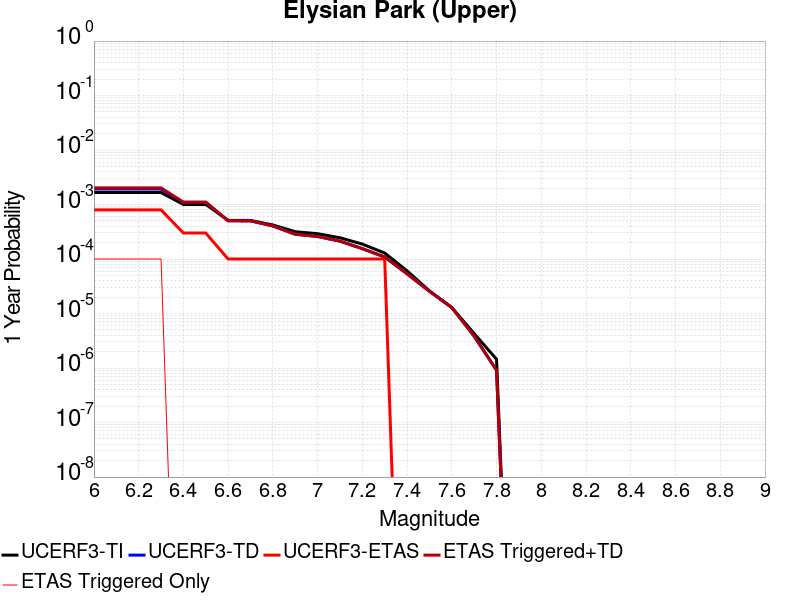 Elysian Park (Upper)
10^0
10^-1
10^-2
10^-3
10^-4
10^-5
10^-6
10^-7
10^-8
1 Year Probability
6 6.2 6.4 6.6 6.8 7 7.2 7.4 7.6 7.8 8 8.2 8.4 8.6 8.8 9
Magnitude
UCERF3-TI UCERF3-TD UCERF3-ETAS ETAS Triggered+TD
ETAS Triggered Only